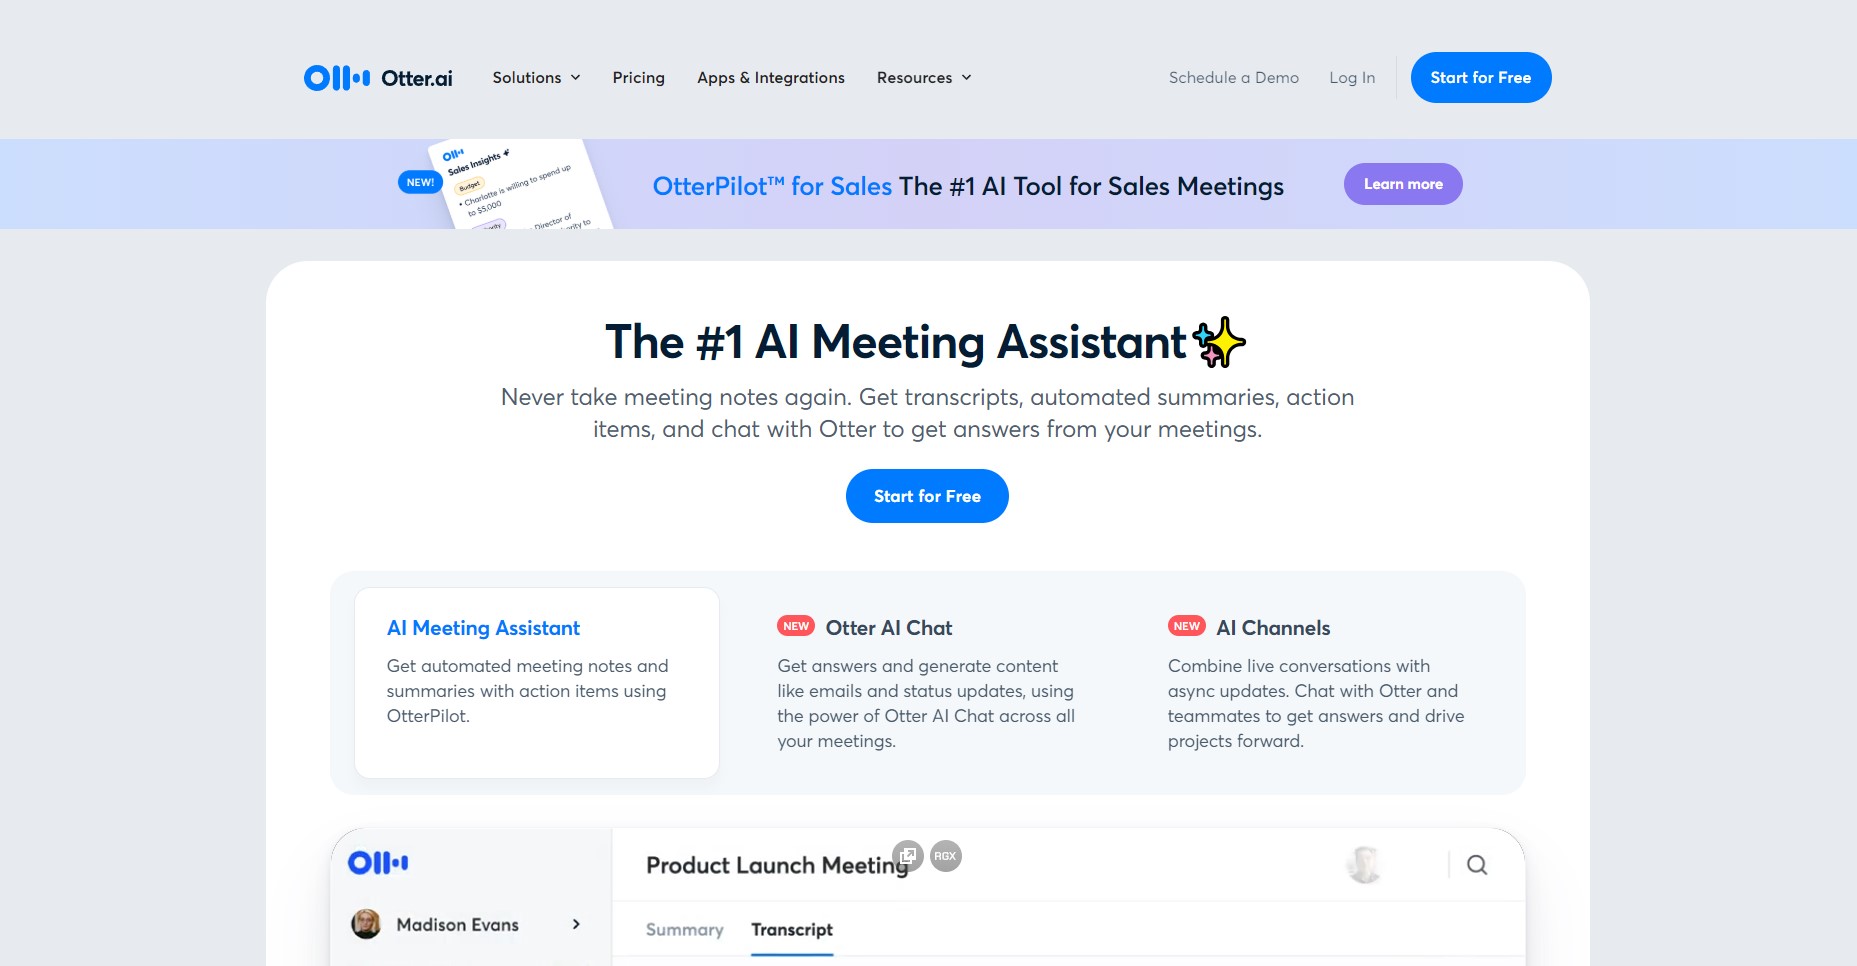 Otter.ai
Solutions
Pricing
Apps & Integrations
Resources
Schedule a Demo
Log In
Start for Free
NEW!
Sales Insights
Budget
• Charlotte is willing to spend up
to $5,000
Director of
OtterPilot™ for Sales The #1 AI Tool for Sales Meetings
Learn more
The #1 AI Meeting Assistant
Never take meeting notes again. Get transcripts, automated summaries, action
items, and chat with Otter to get answers from your meetings.
Start for Free
AI Meeting Assistant
Get automated meeting notes and
summaries with action items using
OtterPilot.
NEW Otter AI Chat
Get answers and generate content
like emails and status updates, using
the power of Otter AI Chat across all
your meetings.
NEW AI Channels
Combine live conversations with
async updates. Chat with Otter and
teammates to get answers and drive
projects forward.
Product Launch Meeting
RGX
Madison Evans
Summary
Transcript